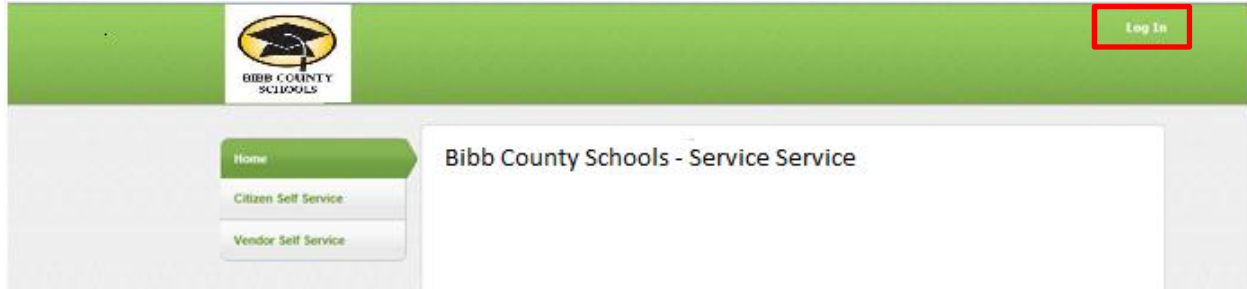 Log In
BIBB COUNTY
SCHOOLS
Home
Bibb County Schools - Service Service
Citizen Self Service
Vendor Self Service